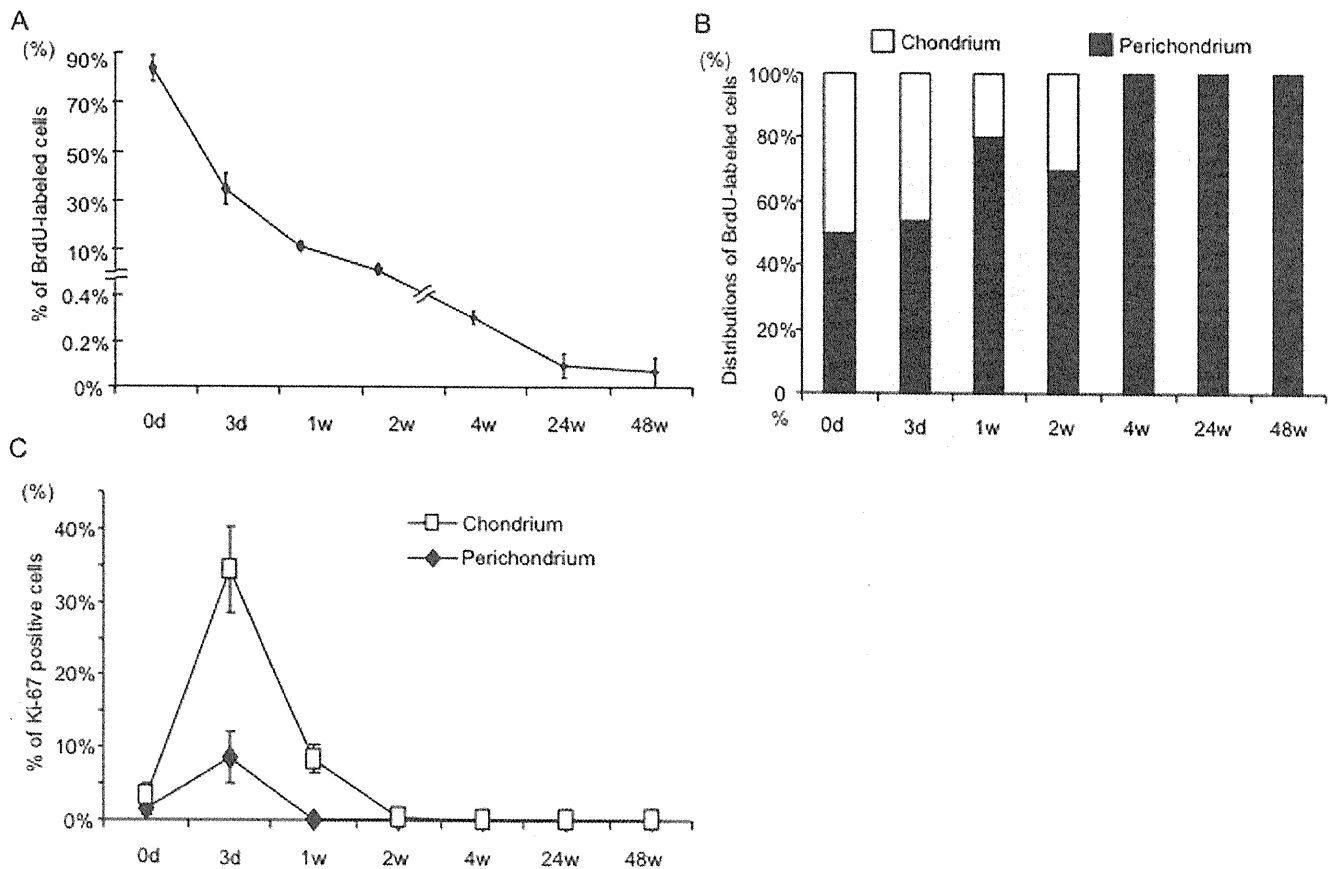 A
(%)
90%
70%
50%
30%
10%
0.4%
0.2%
0%
% of BrdU-labeled cells
0d 3d 1w 2w 4w 24w 48w
B
Chondrium Perichondrium
(%)
100%
80%
60%
40%
20%
0
%
Distributions of BrdU-labeled cells
0d 3d 1w 2w 4w 24w 48w
C
(%)
40%
30%
20%
10%
0%
% of Ki-67 positive cells
Chondrium
Perichondrium
0d 3d 1w 2w 4w 24w 48w